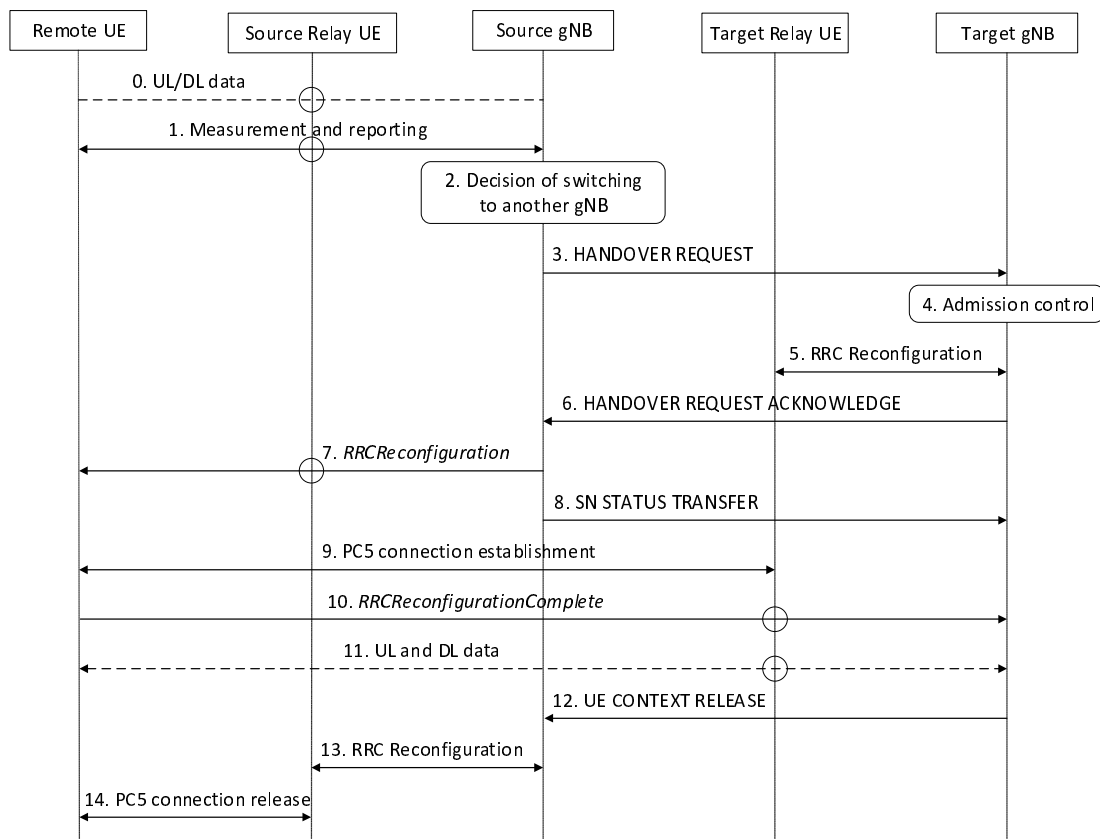 Remote UE
Source Relay UE
Source gNB
Target Relay UE
Target gNB
0. UL/DL data
1. Measurement and reporting
2. Decision of switching
to another gNB
3. HANDOVER REQUEST
4. Admission control
5. RRC Reconfiguration
6. HANDOVER REQUEST ACKNOWLEDGE
7. RRCReconfiguration
8. SN STATUS TRANSFER
9. PC5 connection establishment
10. RRCReconfigurationComplete
11. UL and DL data
12. UE CONTEXT RELEASE
13. RRC Reconfiguration
14. PC5 connection release